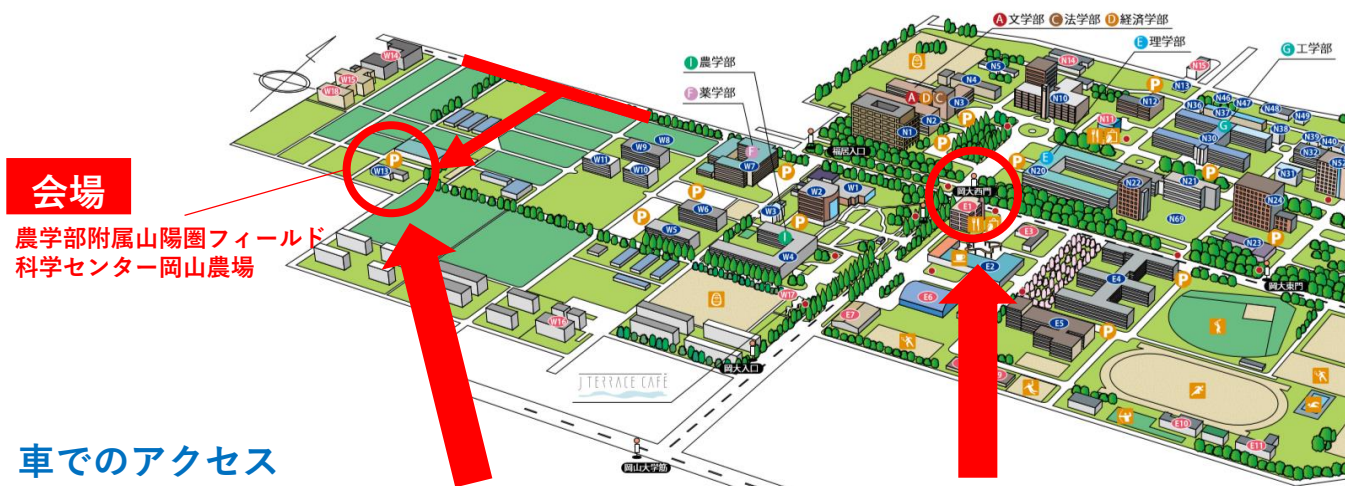 A 文学部 C 法学部 D 経済学部
E 理学部
G 工学部
I 農学部
F 薬学部
W14
W15
W18
N14
N15
N5
N4
N3
N2
N1
A D C
N10
N12
N13
N46
N47
N48
N49
N36
N37
G
N30
N38
N39
N40
N32
N31
N52
N11
P
福居入口
E
N20
N22
N21
N24
N69
N23
岡大西門
岡大東門
W8
W9
W10
W11
F
W7
W2
W1
W3
W6
W5
I
W4
W13
W17
W16
E1
E3
E2
E6
E7
E4
E5
E10
E11
会場
農学部附属山陽圏フィールド
科学センター岡山農場
J TERRACE CAFÉ
岡大入口
岡山大学筋
車でのアクセス